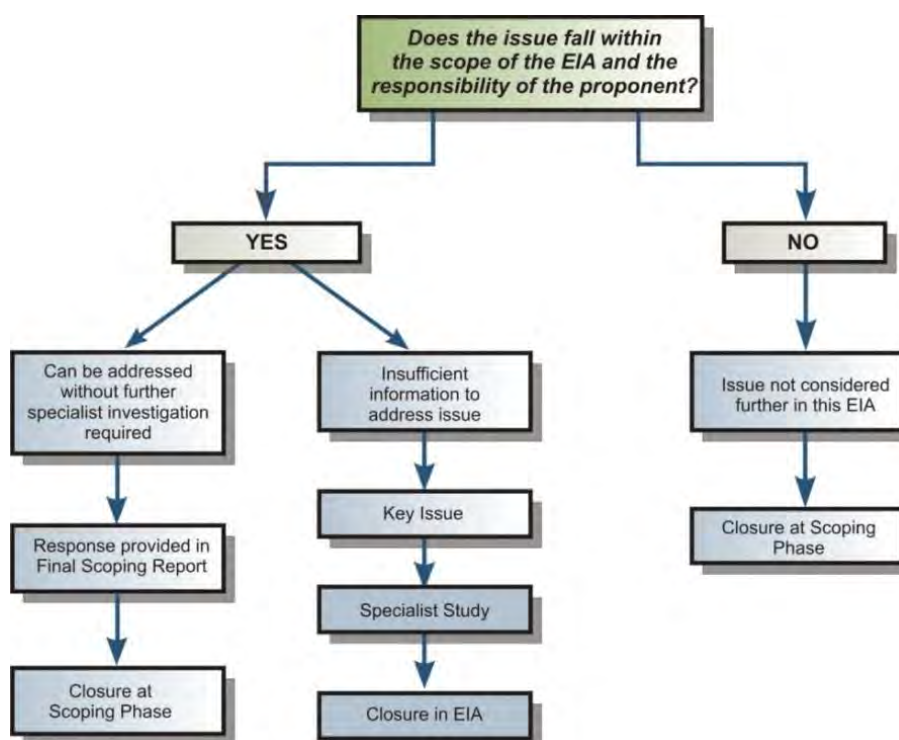 Does the issue fall within
the scope of the EIA and the
responsibility of the proponent?
YES
NO
Can be addressed
without further
specialist investigation
required
Insufficient
information to
address issue
Issue not considered
further in this EIA
Response provided in
Final Scoping Report
Key Issue
Closure at Scoping
Phase
Specialist Study
Closure at
Scoping Phase
Closure in EIA